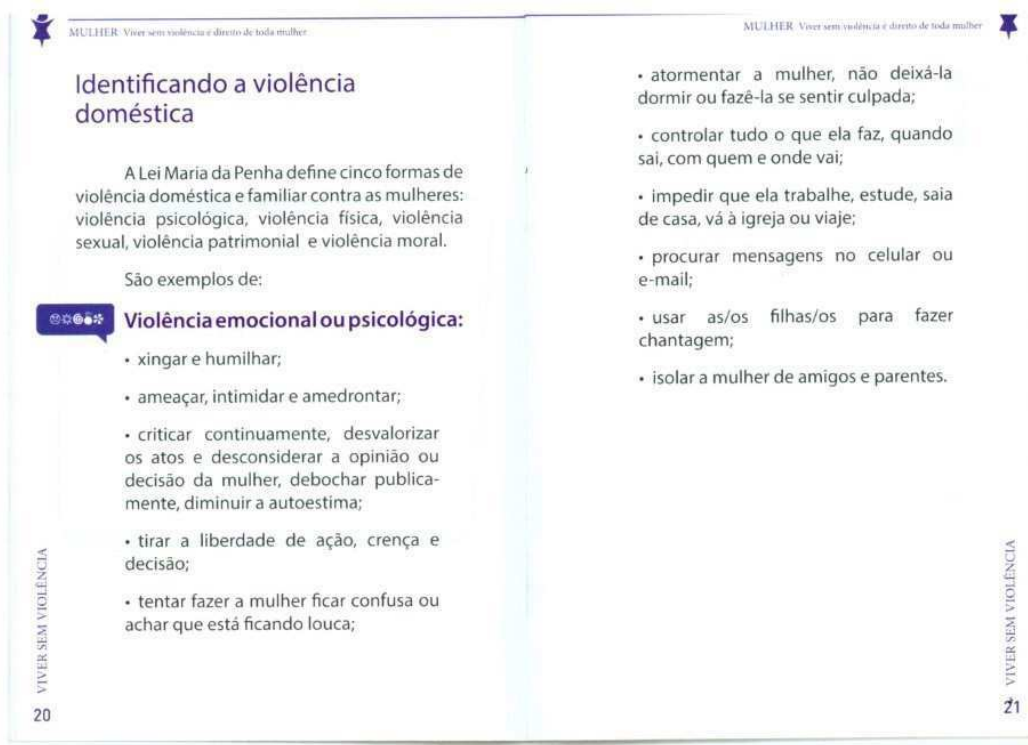 MULHER Viver sem violência é direito de toda mulher
Identificando a violência
doméstica
A Lei Maria da Penha define cinco formas de
violência doméstica e familiar contra as mulheres:
violência psicológica, violência física, violência
sexual, violência patrimonial e violência moral.
São exemplos de:
Violência emocional ou psicológica:
• xingar e humilhar;
• ameaçar, intimidar e amedrontar;
• criticar continuamente, desvalorizar
os atos e desconsiderar a opinião ou
decisão da mulher, debochar publica-
mente, diminuir a autoestima;
• tirar a liberdade de ação, crença e
decisão;
• tentar fazer a mulher ficar confusa ou
achar que está ficando louca;
VIVER SEM VIOLÊNCIA
20
MULHER Viver sem violência é direito de toda mulher
• atormentar a mulher, não deixá-la
dormir ou fazê-la se sentir culpada;
• controlar tudo o que ela faz, quando
sai, com quem e onde vai;
• impedir que ela trabalhe, estude, saia
de casa, vá à igreja ou viaje;
• procurar mensagens no celular ou
e-mail;
• usar as/os filhas/os para fazer
chantagem;
• isolar a mulher de amigos e parentes.
VIVER SEM VIOLÊNCIA
21